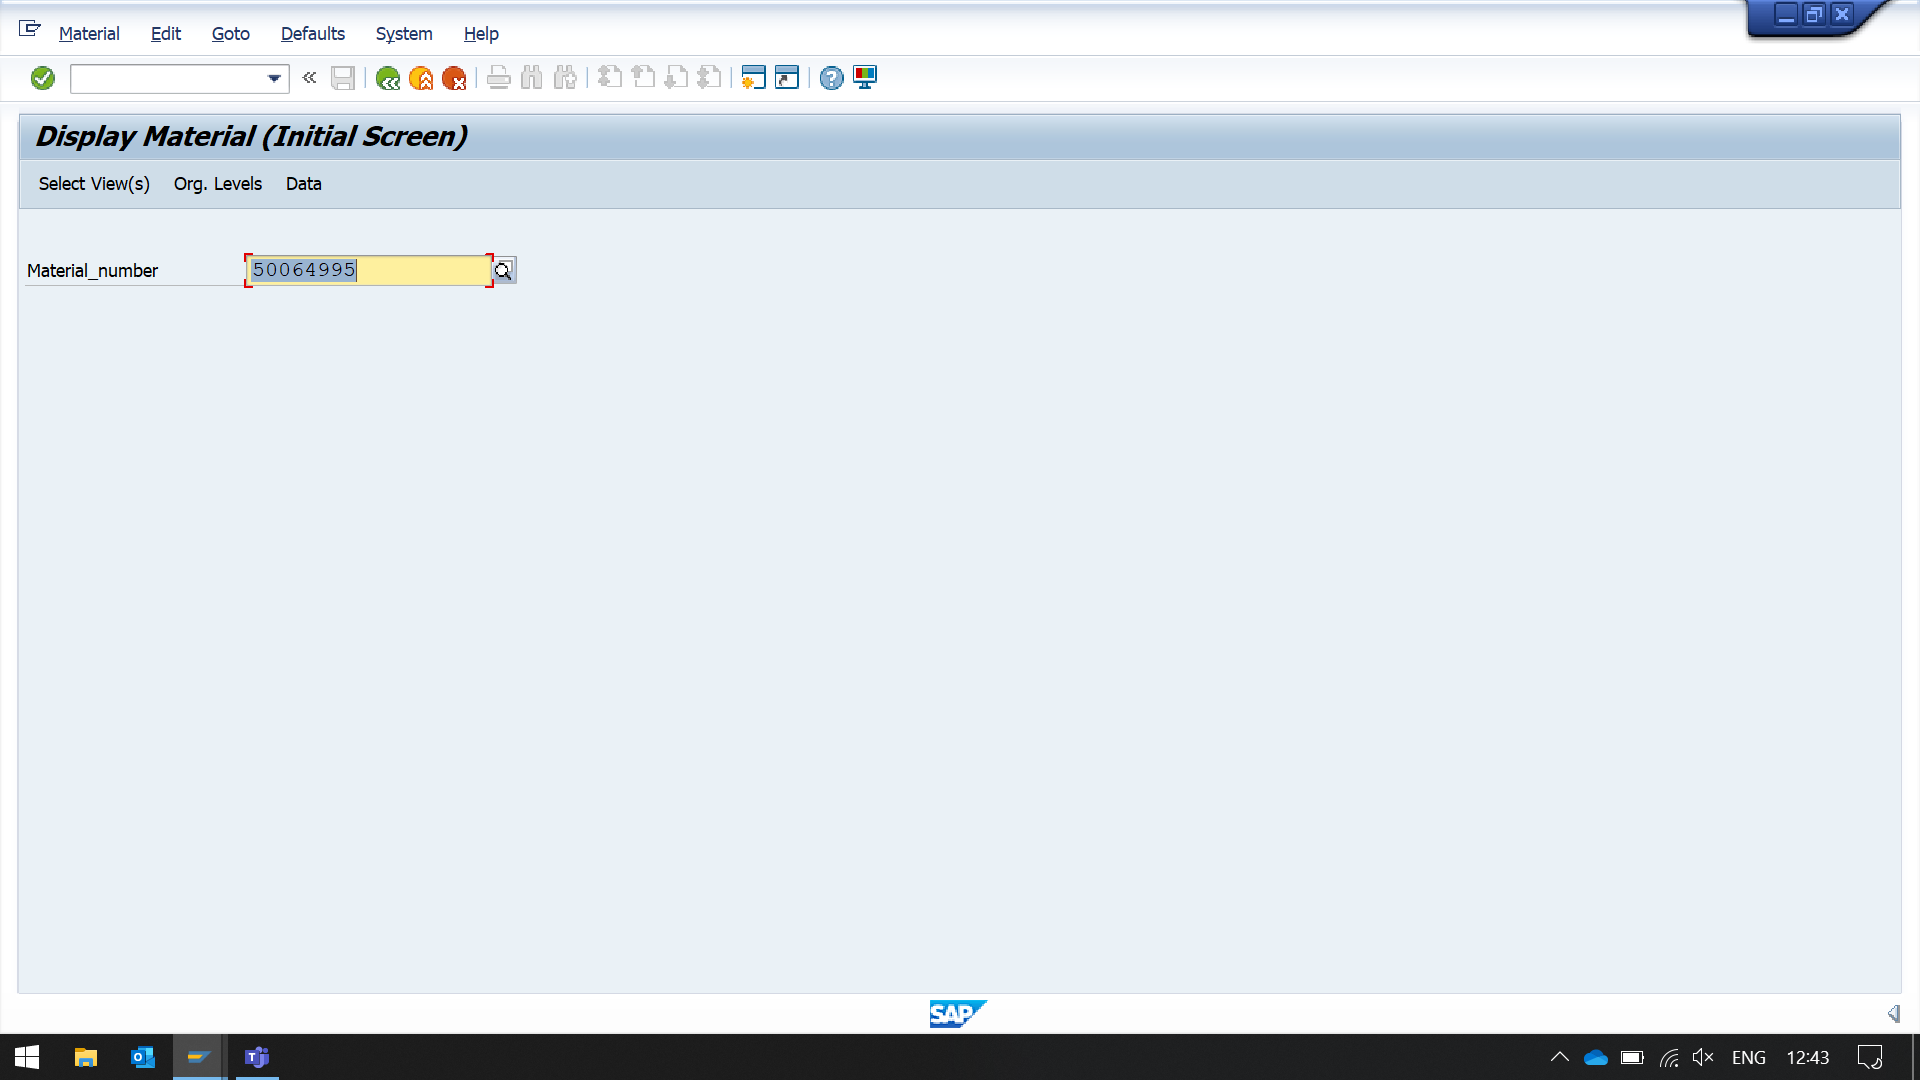 Material Edit Goto Defaults System Help
Display Material (Initial Screen)
Select View(s) Org. Levels Data
Material_number 50064995
SAP
ENG 12:43